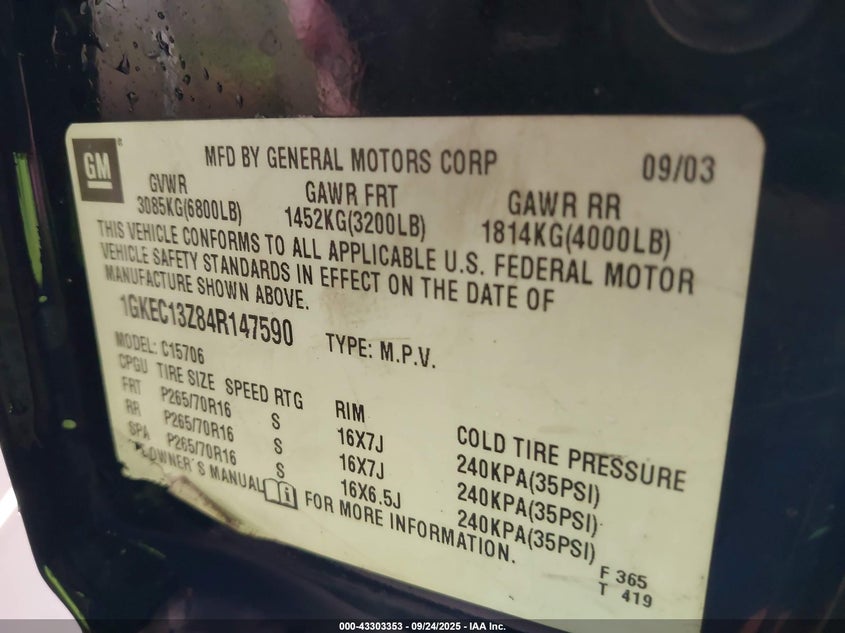 GM
MFD BY GENERAL MOTORS CORP 09/03
GVWR GAWR FRT GAWR RR
3085KG(6800LB) 1452KG(3200LB) 1814KG(4000LB)
THIS VEHICLE CONFORMS TO ALL APPLICABLE U.S. FEDERAL MOTOR
VEHICLE SAFETY STANDARDS IN EFFECT ON THE DATE OF
MANUFACTURE SHOWN ABOVE.
1GKEC13Z84R147590 TYPE: M.P.V.
MODEL: C15706
CPGU TIRE SIZE SPEED RTG RIM COLD TIRE PRESSURE
FRT P265/70R16 S 16X7J 240KPA(35PSI)
RR P265/70R16 S 16X7J 240KPA(35PSI)
SPA P265/70R16 S 16X6.5J 240KPA(35PSI)
OWNER'S MANUAL FOR MORE INFORMATION.
F 365
T 419
000-43303353 - 09/24/2025 - IAA Inc.